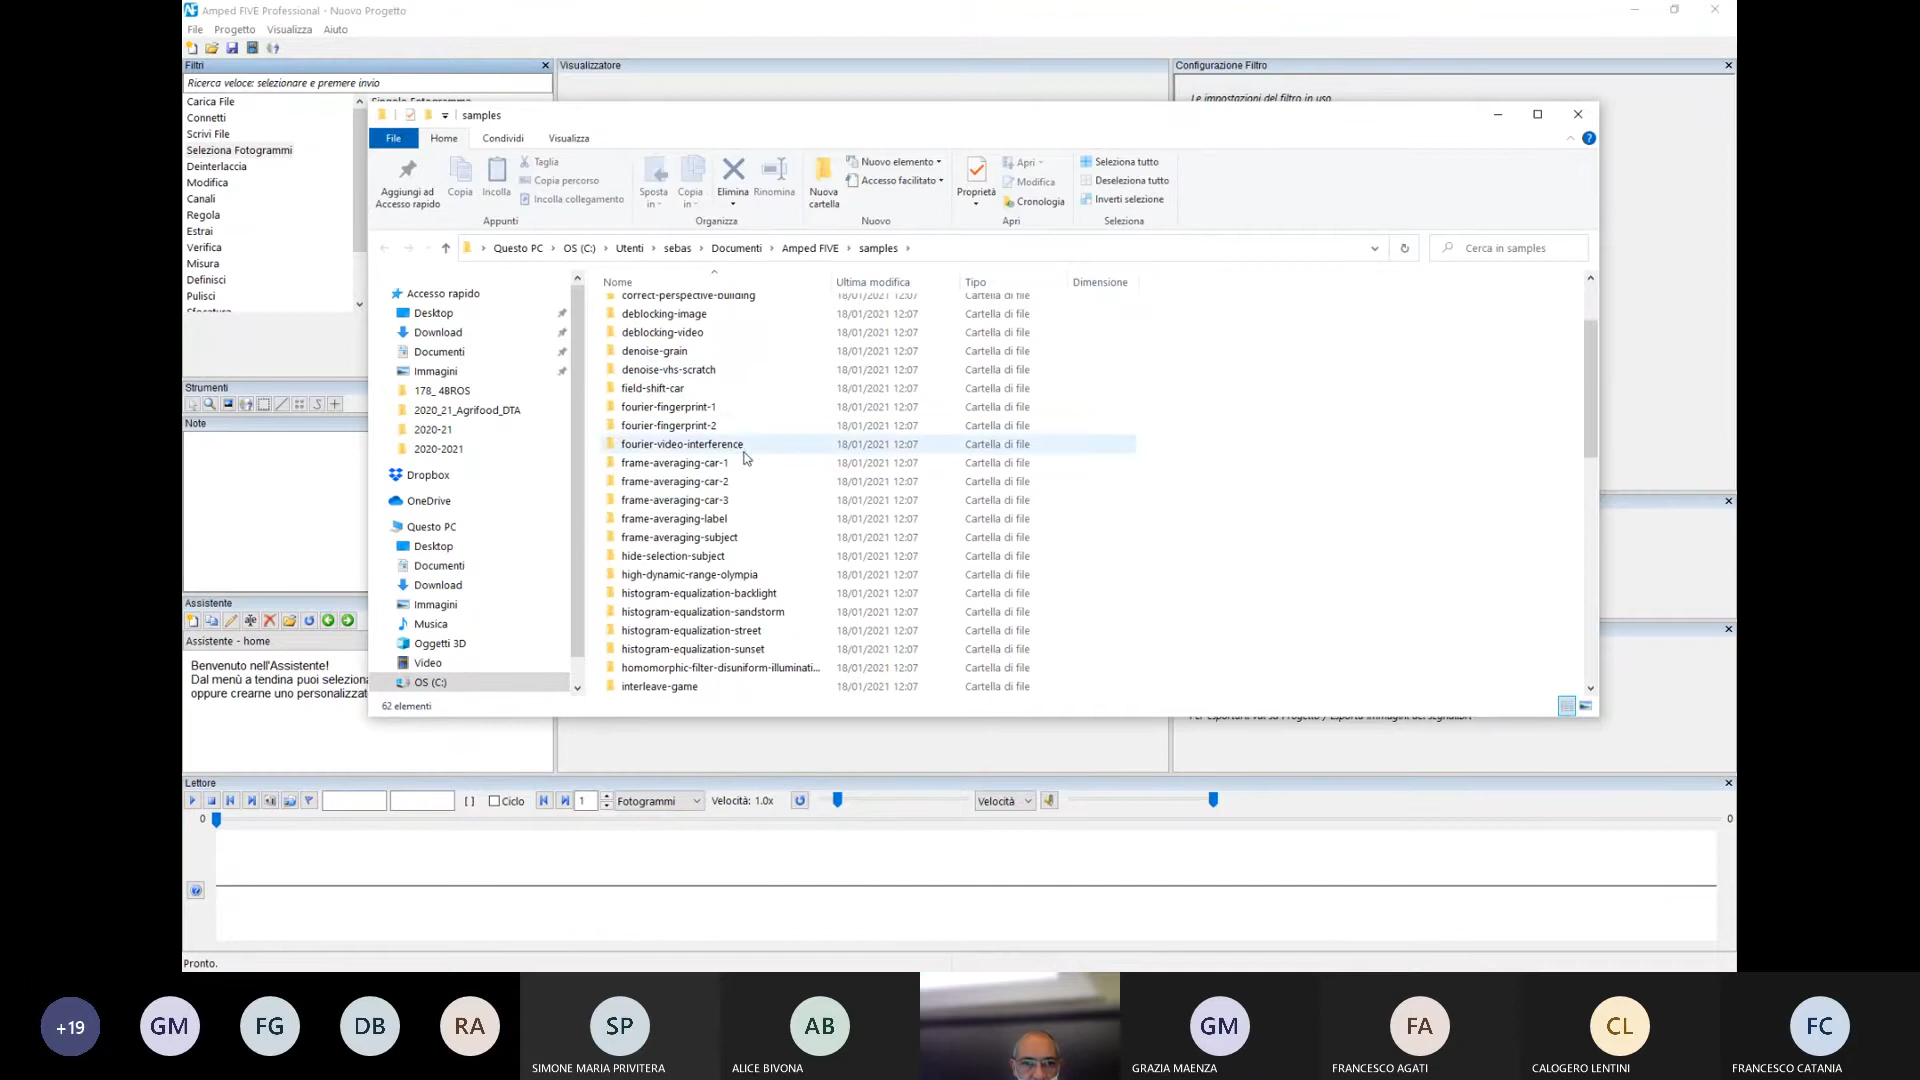 Amped FIVE Professional - Nuovo Progetto
File Progetto Visualizza Aiuto
Filtri
Ricerca veloce: selezionare e premere invio
Carica File
Connetti
Scrivi File
Seleziona Fotogrammi
Deinterlaccia
Modifica
Canali
Regola
Estrai
Verifica
Misura
Definisci
Pulisci
Visualizzatore
Configurazione Filtro
Le impostazioni del filtro in uso
samples
File Home Condividi Visualizza
Aggiungi ad
Accesso rapido
Copia
Incolla
Taglia
Copia percorso
Incolla collegamento
Appunti
Sposta
in
Copia
in
Elimina
Rinomina
Organizza
Nuova
cartella
Nuovo elemento
Accesso facilitato
Nuovo
Proprietà
Apri
Modifica
Cronologia
Apri
Seleziona tutto
Deseleziona tutto
Inverti selezione
Seleziona
Questo PC > OS (C:) > Utenti > sebas > Documenti > Amped FIVE > samples >
Cerca in samples
Accesso rapido
Desktop
Download
Documenti
Immagini
178_ 4BROS
2020_21_Agrifood_DTA
2020-21
2020-2021
Dropbox
OneDrive
Questo PC
Desktop
Documenti
Download
Immagini
Musica
Oggetti 3D
Video
OS (C:)
Nome Ultima modifica Tipo Dimensione
correct-perspective-building 18/01/2021 12:07 Cartella di file
deblocking-image 18/01/2021 12:07 Cartella di file
deblocking-video 18/01/2021 12:07 Cartella di file
denoise-grain 18/01/2021 12:07 Cartella di file
denoise-vhs-scratch 18/01/2021 12:07 Cartella di file
field-shift-car 18/01/2021 12:07 Cartella di file
fourier-fingerprint-1 18/01/2021 12:07 Cartella di file
fourier-fingerprint-2 18/01/2021 12:07 Cartella di file
fourier-video-interference 18/01/2021 12:07 Cartella di file
frame-averaging-car-1 18/01/2021 12:07 Cartella di file
frame-averaging-car-2 18/01/2021 12:07 Cartella di file
frame-averaging-car-3 18/01/2021 12:07 Cartella di file
frame-averaging-label 18/01/2021 12:07 Cartella di file
frame-averaging-subject 18/01/2021 12:07 Cartella di file
hide-selection-subject 18/01/2021 12:07 Cartella di file
high-dynamic-range-olympia 18/01/2021 12:07 Cartella di file
histogram-equalization-backlight 18/01/2021 12:07 Cartella di file
histogram-equalization-sandstorm 18/01/2021 12:07 Cartella di file
histogram-equalization-street 18/01/2021 12:07 Cartella di file
histogram-equalization-sunset 18/01/2021 12:07 Cartella di file
homomorphic-filter-disuniform-illuminati... 18/01/2021 12:07 Cartella di file
interleave-game 18/01/2021 12:07 Cartella di file
62 elementi
Strumenti
Note
Assistente
Assistente - home
Benvenuto nell'Assistente!
Dal menù a tendina puoi seleziona
oppure crearne uno personalizzat
Lettore
[ ] Ciclo 1 Fotogrammi Velocità: 1.0x Velocità
0 0
Pronto.
+19 GM FG DB RA SP AB GM FA CL FC
SIMONE MARIA PRIVITERA ALICE BIVONA GRAZIA MAENZA FRANCESCO AGATI CALOGERO LENTINI FRANCESCO CATANIA